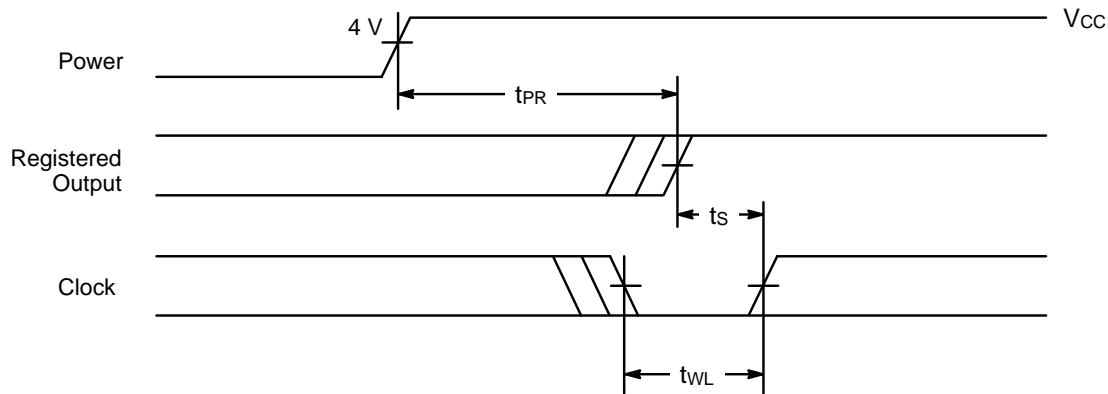 4 V
VCC
Power
tPR
Registered
Output
tS
Clock
tWL